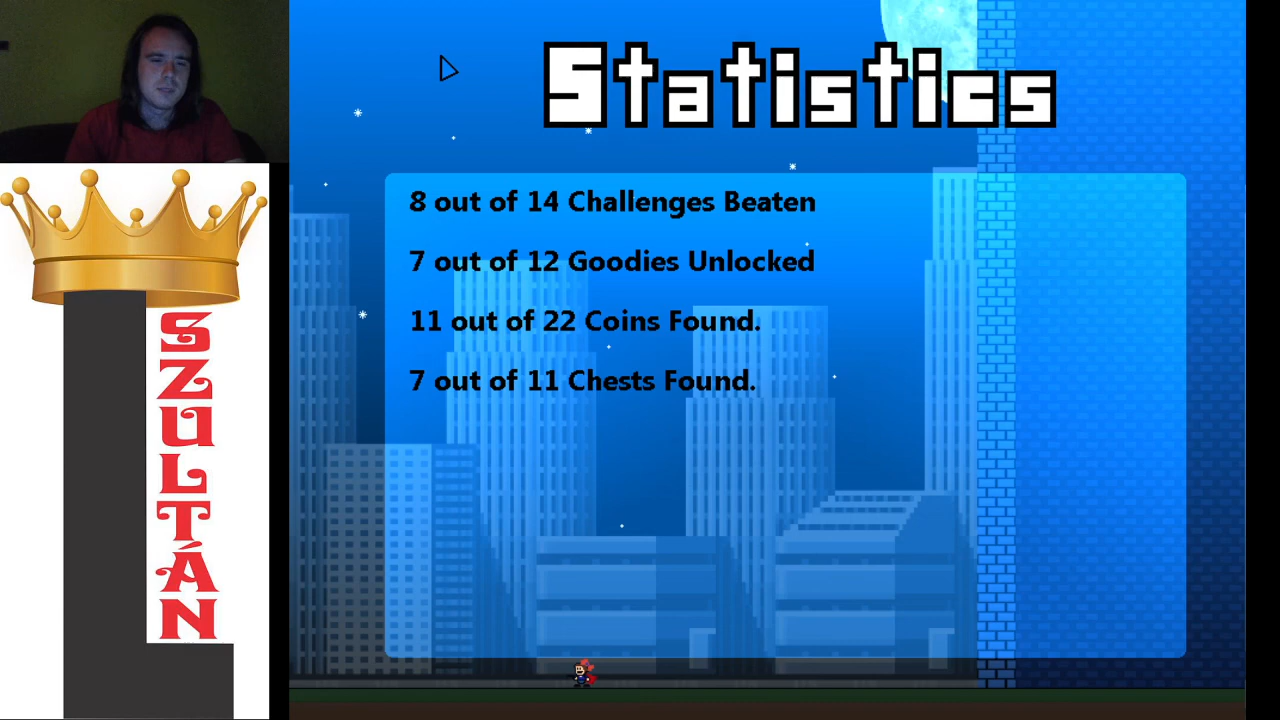 Statistics
8 out of 14 Challenges Beaten
7 out of 12 Goodies Unlocked
11 out of 22 Coins Found.
7 out of 11 Chests Found.
L
SZULTÁN